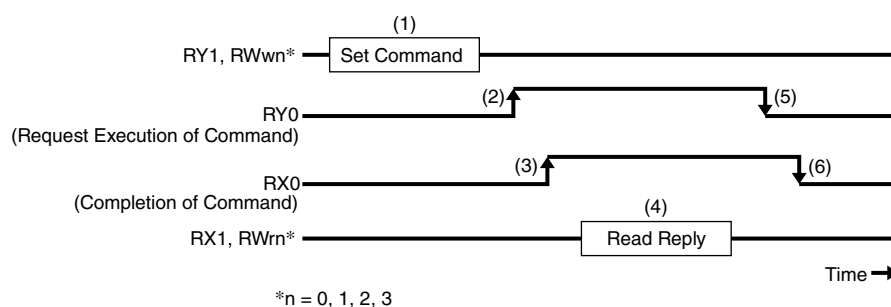 (1)
RY1, RWwn* Set Command
(2) (5)
RY0
(Request Execution of Command)
(3) (6)
RX0
(Completion of Command)
(4)
RX1, RWrn* Read Reply
Time
*n = 0, 1, 2, 3